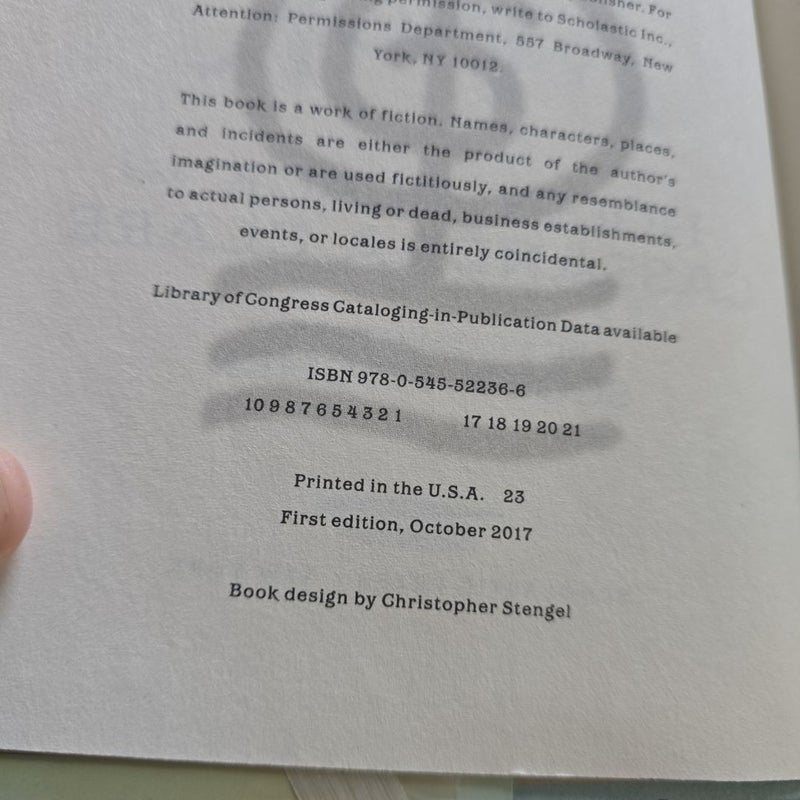 permission, write to Scholastic Inc.,
Attention: Permissions Department, 557 Broadway, New
York, NY 10012.
This book is a work of fiction. Names, characters, places,
and incidents are either the product of the author's
imagination or are used fictitiously, and any resemblance
to actual persons, living or dead, business establishments,
events, or locales is entirely coincidental.
Library of Congress Cataloging-in-Publication Data available
ISBN 978-0-545-52236-6
10 9 8 7 6 5 4 3 2 1 17 18 19 20 21
Printed in the U.S.A. 23
First edition, October 2017
Book design by Christopher Stengel